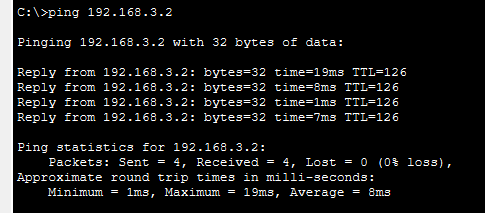 C:\>ping 192.168.3.2
Pinging 192.168.3.2 with 32 bytes of data:
Reply from 192.168.3.2: bytes=32 time=19ms TTL=126
Reply from 192.168.3.2: bytes=32 time=8ms TTL=126
Reply from 192.168.3.2: bytes=32 time=1ms TTL=126
Reply from 192.168.3.2: bytes=32 time=7ms TTL=126
Ping statistics for 192.168.3.2:
Packets: Sent = 4, Received = 4, Lost = 0 (0% loss),
Approximate round trip times in milli-seconds:
Minimum = 1ms, Maximum = 19ms, Average = 8ms